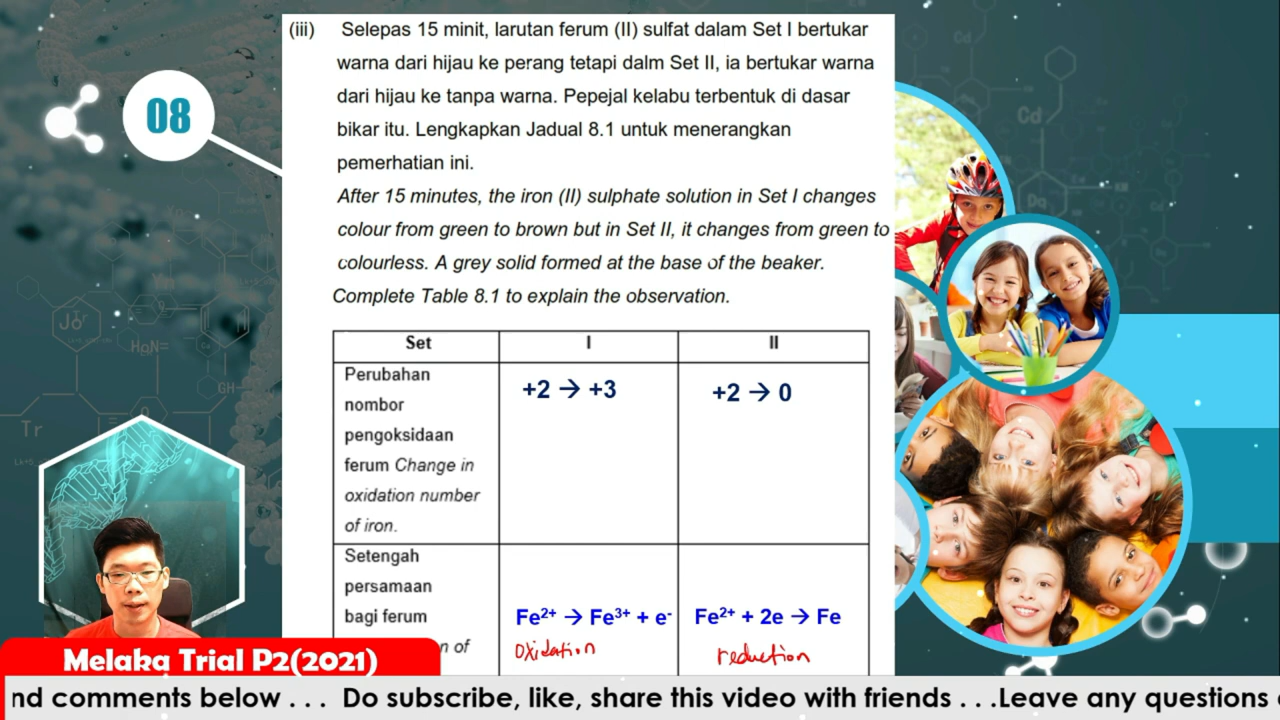 08
(iii) Selepas 15 minit, larutan ferum (II) sulfat dalam Set I bertukar
warna dari hijau ke perang tetapi dalm Set II, ia bertukar warna
dari hijau ke tanpa warna. Pepejal kelabu terbentuk di dasar
bikar itu. Lengkapkan Jadual 8.1 untuk menerangkan
pemerhatian ini.
After 15 minutes, the iron (II) sulphate solution in Set I changes
colour from green to brown but in Set II, it changes from green to
colourless. A grey solid formed at the base of the beaker.
Complete Table 8.1 to explain the observation.
Set I II
Perubahan
nombor
pengoksidaan
ferum Change in
oxidation number
of iron.
+2 → +3
+2 → 0
Setengah
persamaan
bagi ferum
n of
Fe²⁺ → Fe³⁺ + e⁻
Oxidation
Fe²⁺ + 2e → Fe
reduction
Melaka Trial P2(2021)
nd comments below . . . Do subscribe, like, share this video with friends . . .Leave any questions
Cd
Cd
Dq
Tr